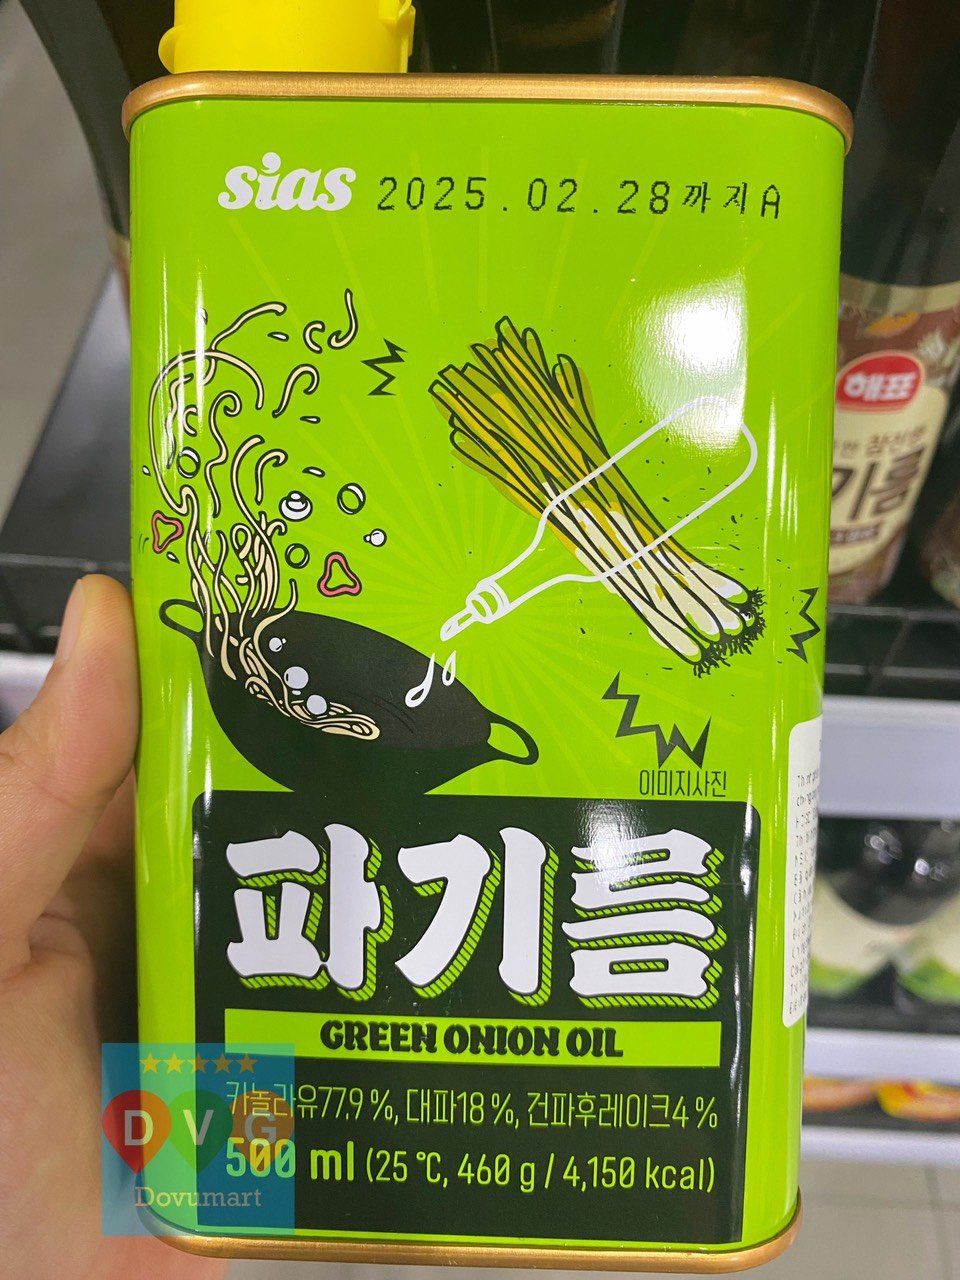 sias 2025.02.28까지A
해표
이미지사진
파기름
GREEN ONION OIL
카놀라유77.9 %, 대파18 %, 건파후레이크4 %
500 ml (25 ℃, 460 g / 4,150 kcal)
D V G
Dovumart